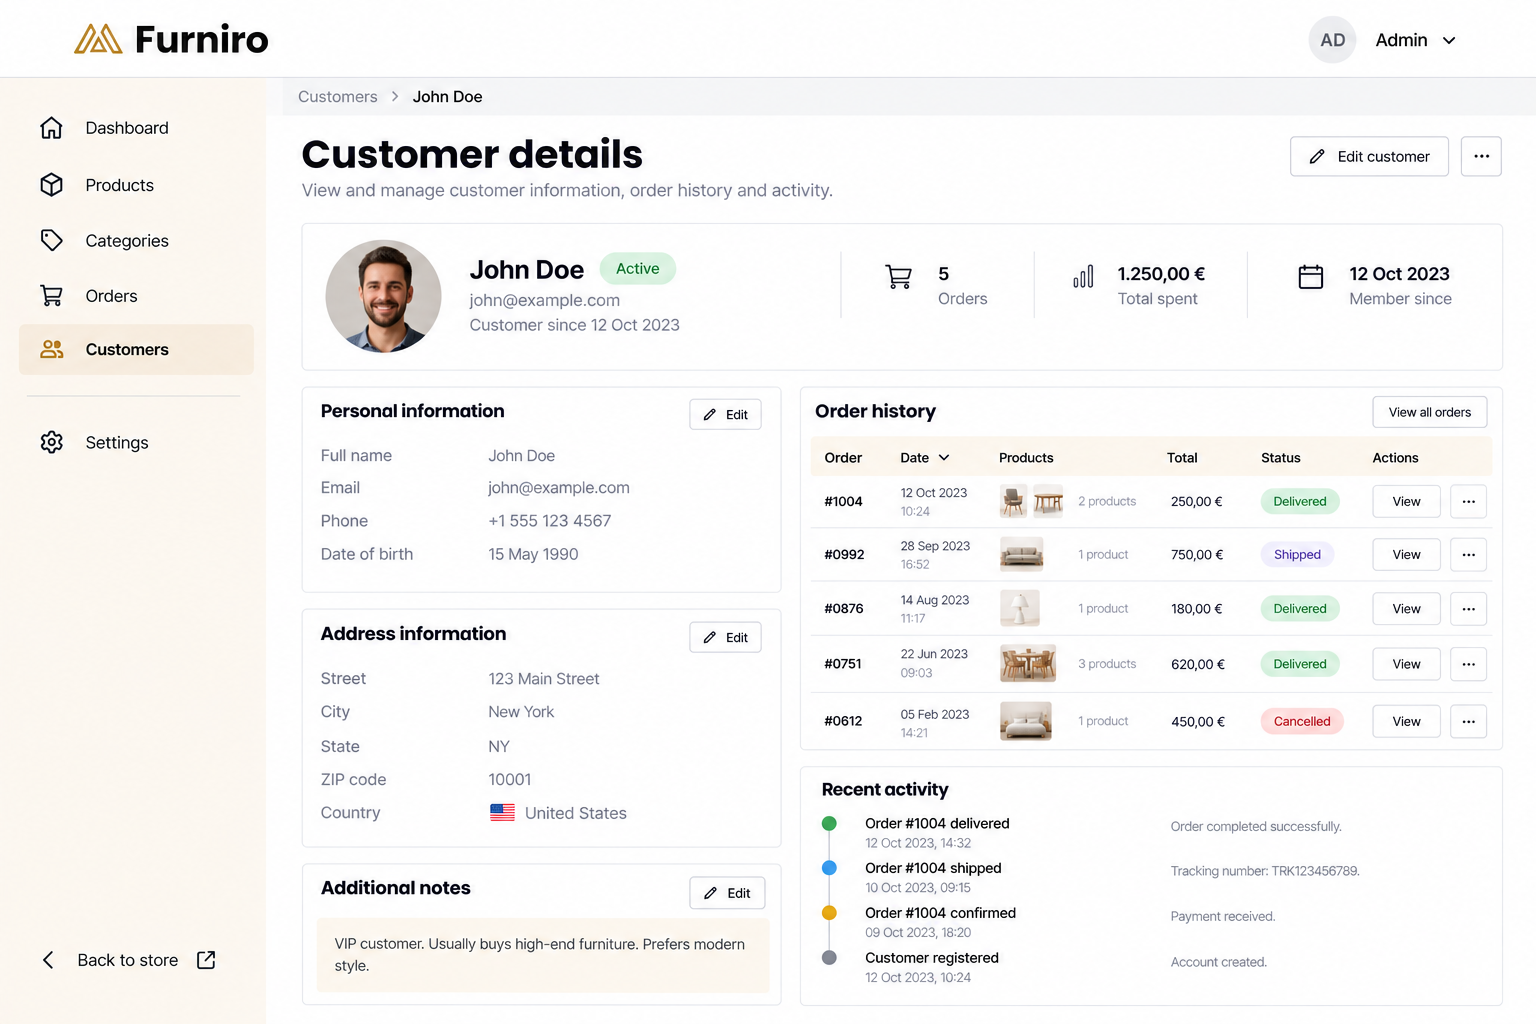 Furniro
AD Admin
Customers > John Doe
Dashboard
Products
Categories
Orders
Customers
Settings
Back to store
Customer details
View and manage customer information, order history and activity.
Edit customer
John Doe Active
john@example.com
Customer since 12 Oct 2023
5
Orders
1.250,00 €
Total spent
12 Oct 2023
Member since
Personal information Edit
Full name John Doe
Email john@example.com
Phone +1 555 123 4567
Date of birth 15 May 1990
Address information Edit
Street 123 Main Street
City New York
State NY
ZIP code 10001
Country United States
Additional notes Edit
VIP customer. Usually buys high-end furniture. Prefers modern
style.
Order history View all orders
Order Date Products Total Status Actions
#1004 12 Oct 2023 2 products 250,00 € Delivered View
10:24
#0992 28 Sep 2023 1 product 750,00 € Shipped View
16:52
#0876 14 Aug 2023 1 product 180,00 € Delivered View
11:17
#0751 22 Jun 2023 3 products 620,00 € Delivered View
09:03
#0612 05 Feb 2023 1 product 450,00 € Cancelled View
14:21
Recent activity
Order #1004 delivered Order completed successfully.
12 Oct 2023, 14:32
Order #1004 shipped Tracking number: TRK123456789.
10 Oct 2023, 09:15
Order #1004 confirmed Payment received.
09 Oct 2023, 18:20
Customer registered Account created.
12 Oct 2023, 10:24